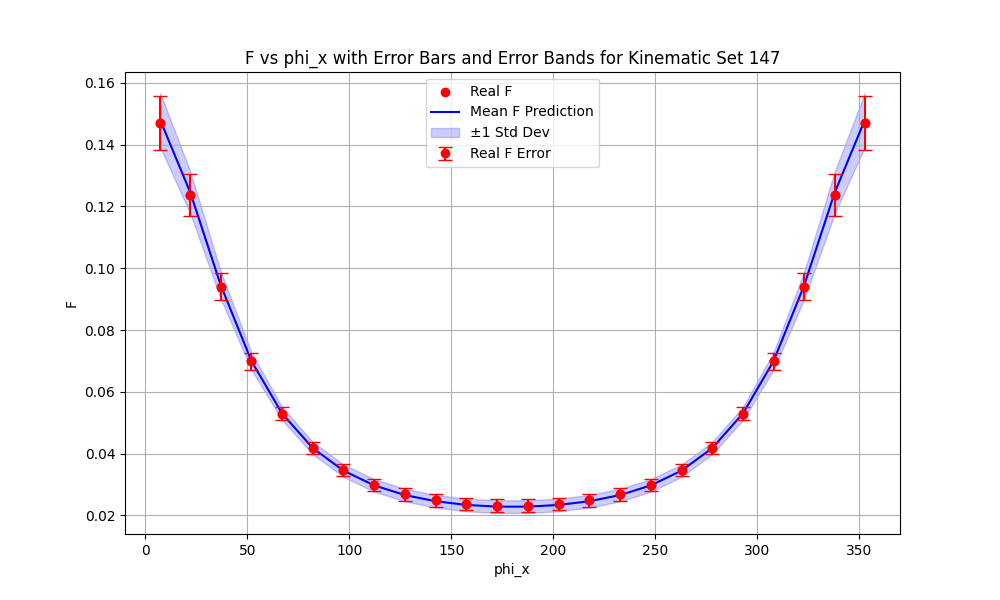 F vs phi_x with Error Bars and Error Bands for Kinematic Set 147
Real F
Mean F Prediction
±1 Std Dev
Real F Error
F
0.16
0.14
0.12
0.10
0.08
0.06
0.04
0.02
0 50 100 150 200 250 300 350
phi_x